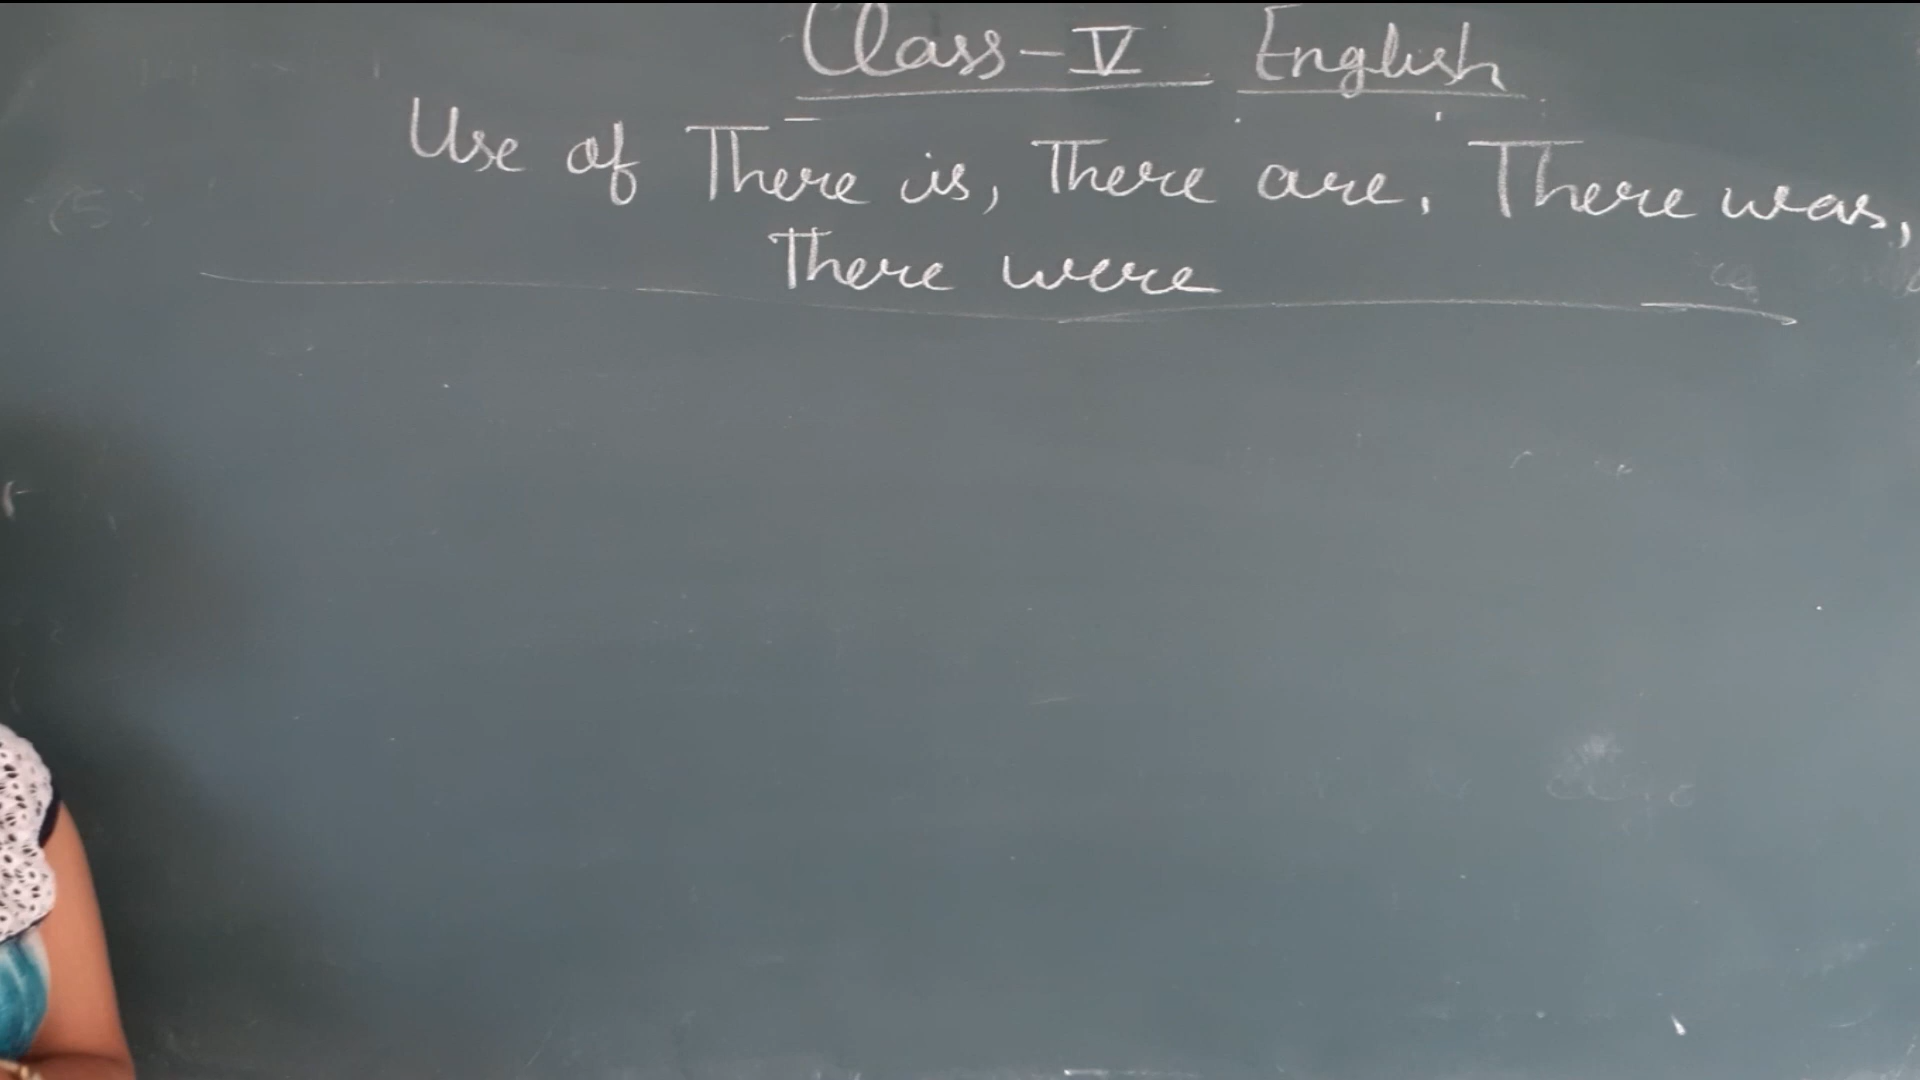 Class-V English
Use of There is, There are, There was,
There were